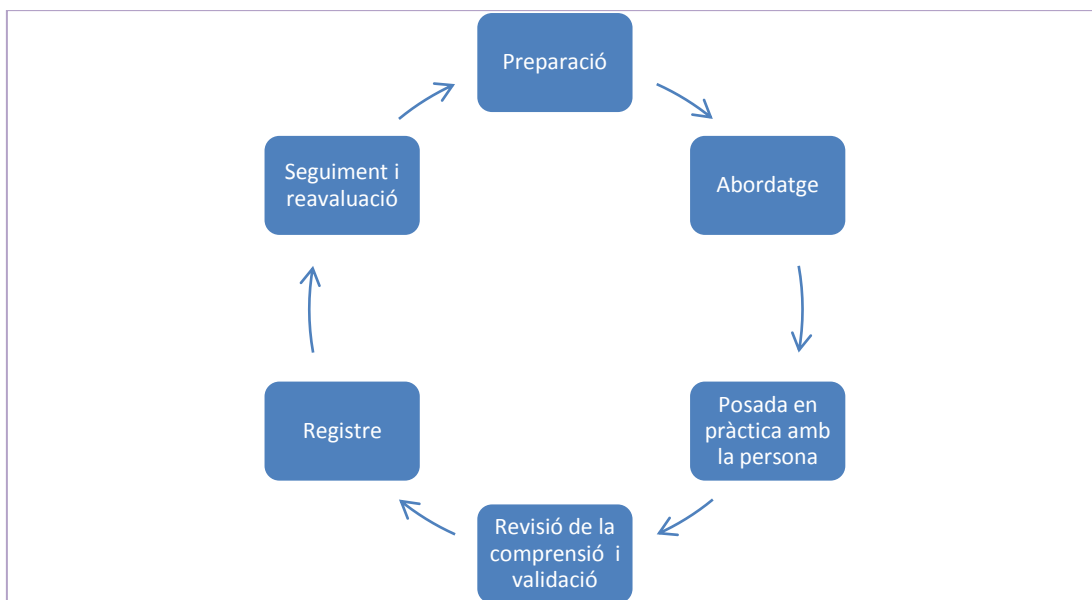 Preparació
Abordatge
Posada en
pràctica amb
la persona
Revisió de la
comprensió i
validació
Registre
Seguiment i
reavaluació